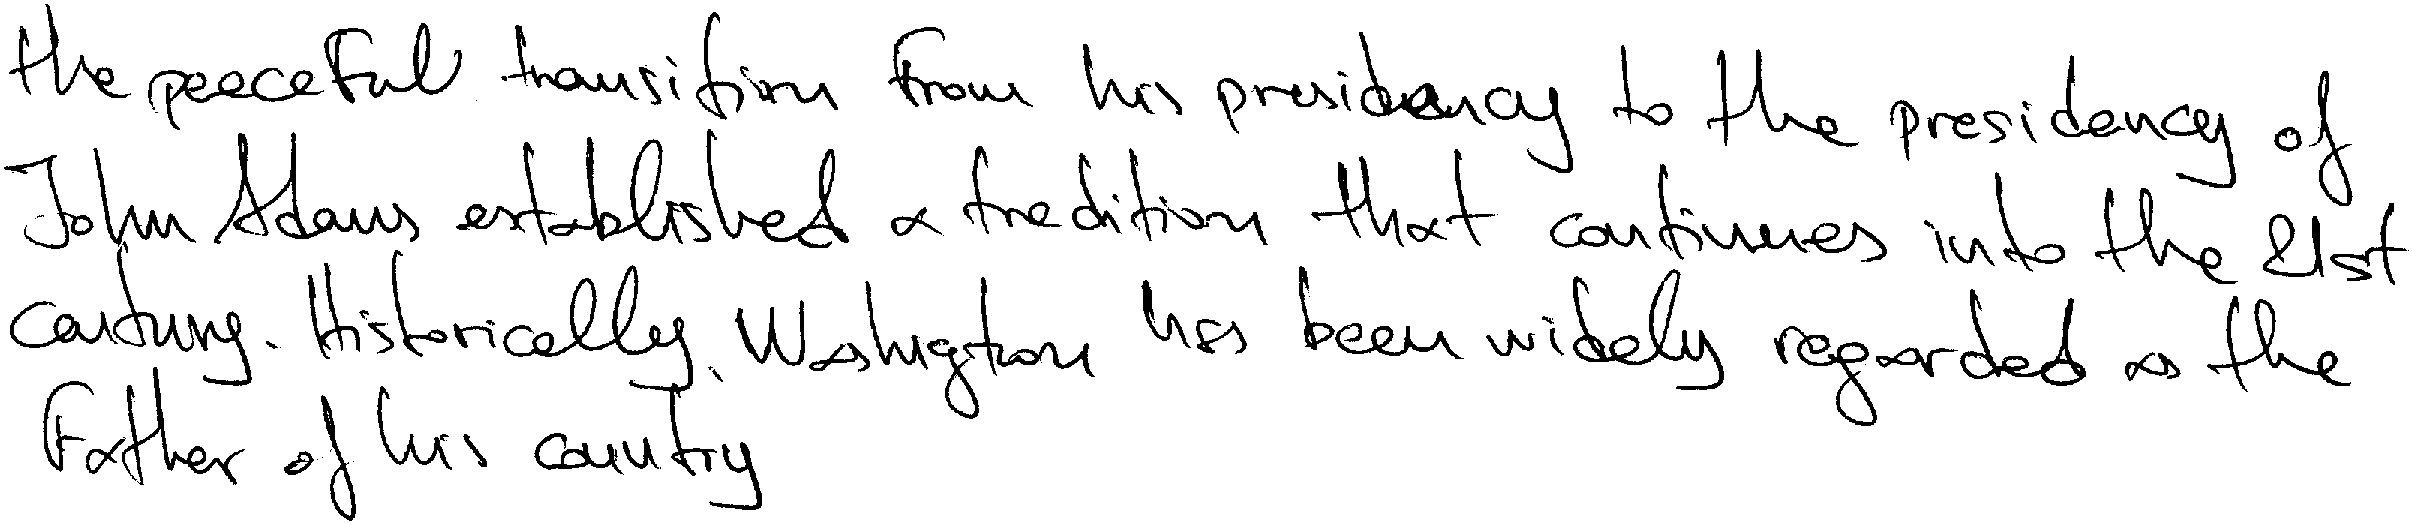 the peaceful transition from his presidency to the presidency of
John Adams established a tradition that continues into the 21st
century. Historically, Washington has been widely regarded as the
Father of his country